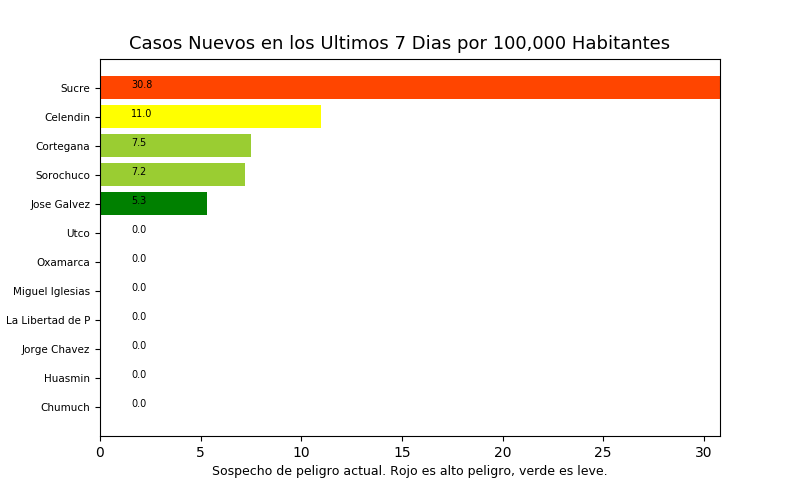 Casos Nuevos en los Ultimos 7 Dias por 100,000 Habitantes
Sucre 30.8
Celendin 11.0
Cortegana 7.5
Sorochuco 7.2
Jose Galvez 5.3
Utco 0.0
Oxamarca 0.0
Miguel Iglesias 0.0
La Libertad de P 0.0
Jorge Chavez 0.0
Huasmin 0.0
Chumuch 0.0
0 5 10 15 20 25 30
Sospecho de peligro actual. Rojo es alto peligro, verde es leve.